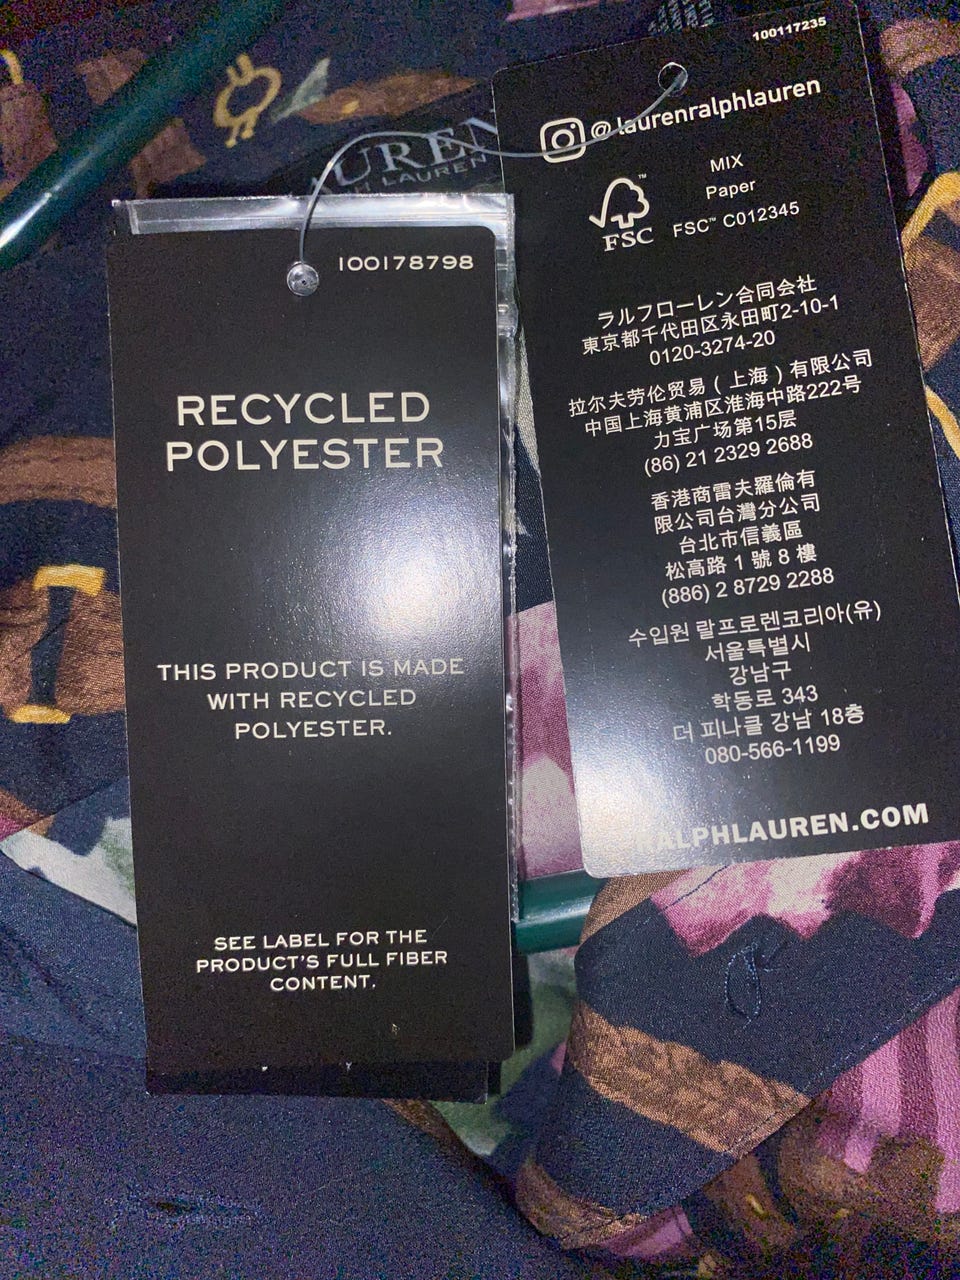 100178798
RECYCLED
POLYESTER
THIS PRODUCT IS MADE
WITH RECYCLED
POLYESTER.
SEE LABEL FOR THE
PRODUCT'S FULL FIBER
CONTENT.
100117235
@laurenralphlauren
MIX
Paper
FSC™ C012345
FSC
ラルフローレン合同会社
東京都千代田区永田町2-10-1
0120-3274-20
拉尔夫劳伦贸易（上海）有限公司
中国上海黄浦区淮海中路222号
力宝广场第15层
(86) 21 2329 2688
香港商雷夫羅倫有
限公司台灣分公司
台北市信義區
松高路 1 號 8 樓
(886) 2 8729 2288
수입원 랄프로렌코리아(유)
서울특별시
강남구
학동로 343
더 피나클 강남 18층
080-566-1199
RALPHLAUREN.COM
LAUREN